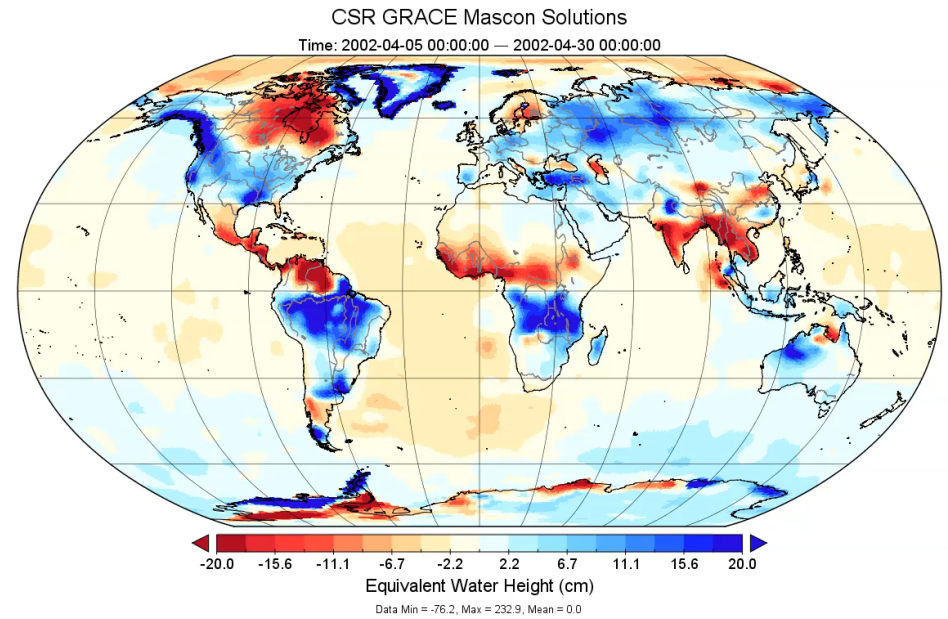 CSR GRACE Mascon Solutions
Time: 2002-04-05 00:00:00 — 2002-04-30 00:00:00
-20.0 -15.6 -11.1 -6.7 -2.2 2.2 6.7 11.1 15.6 20.0
Equivalent Water Height (cm)
Data Min = -76.2, Max = 232.9, Mean = 0.0